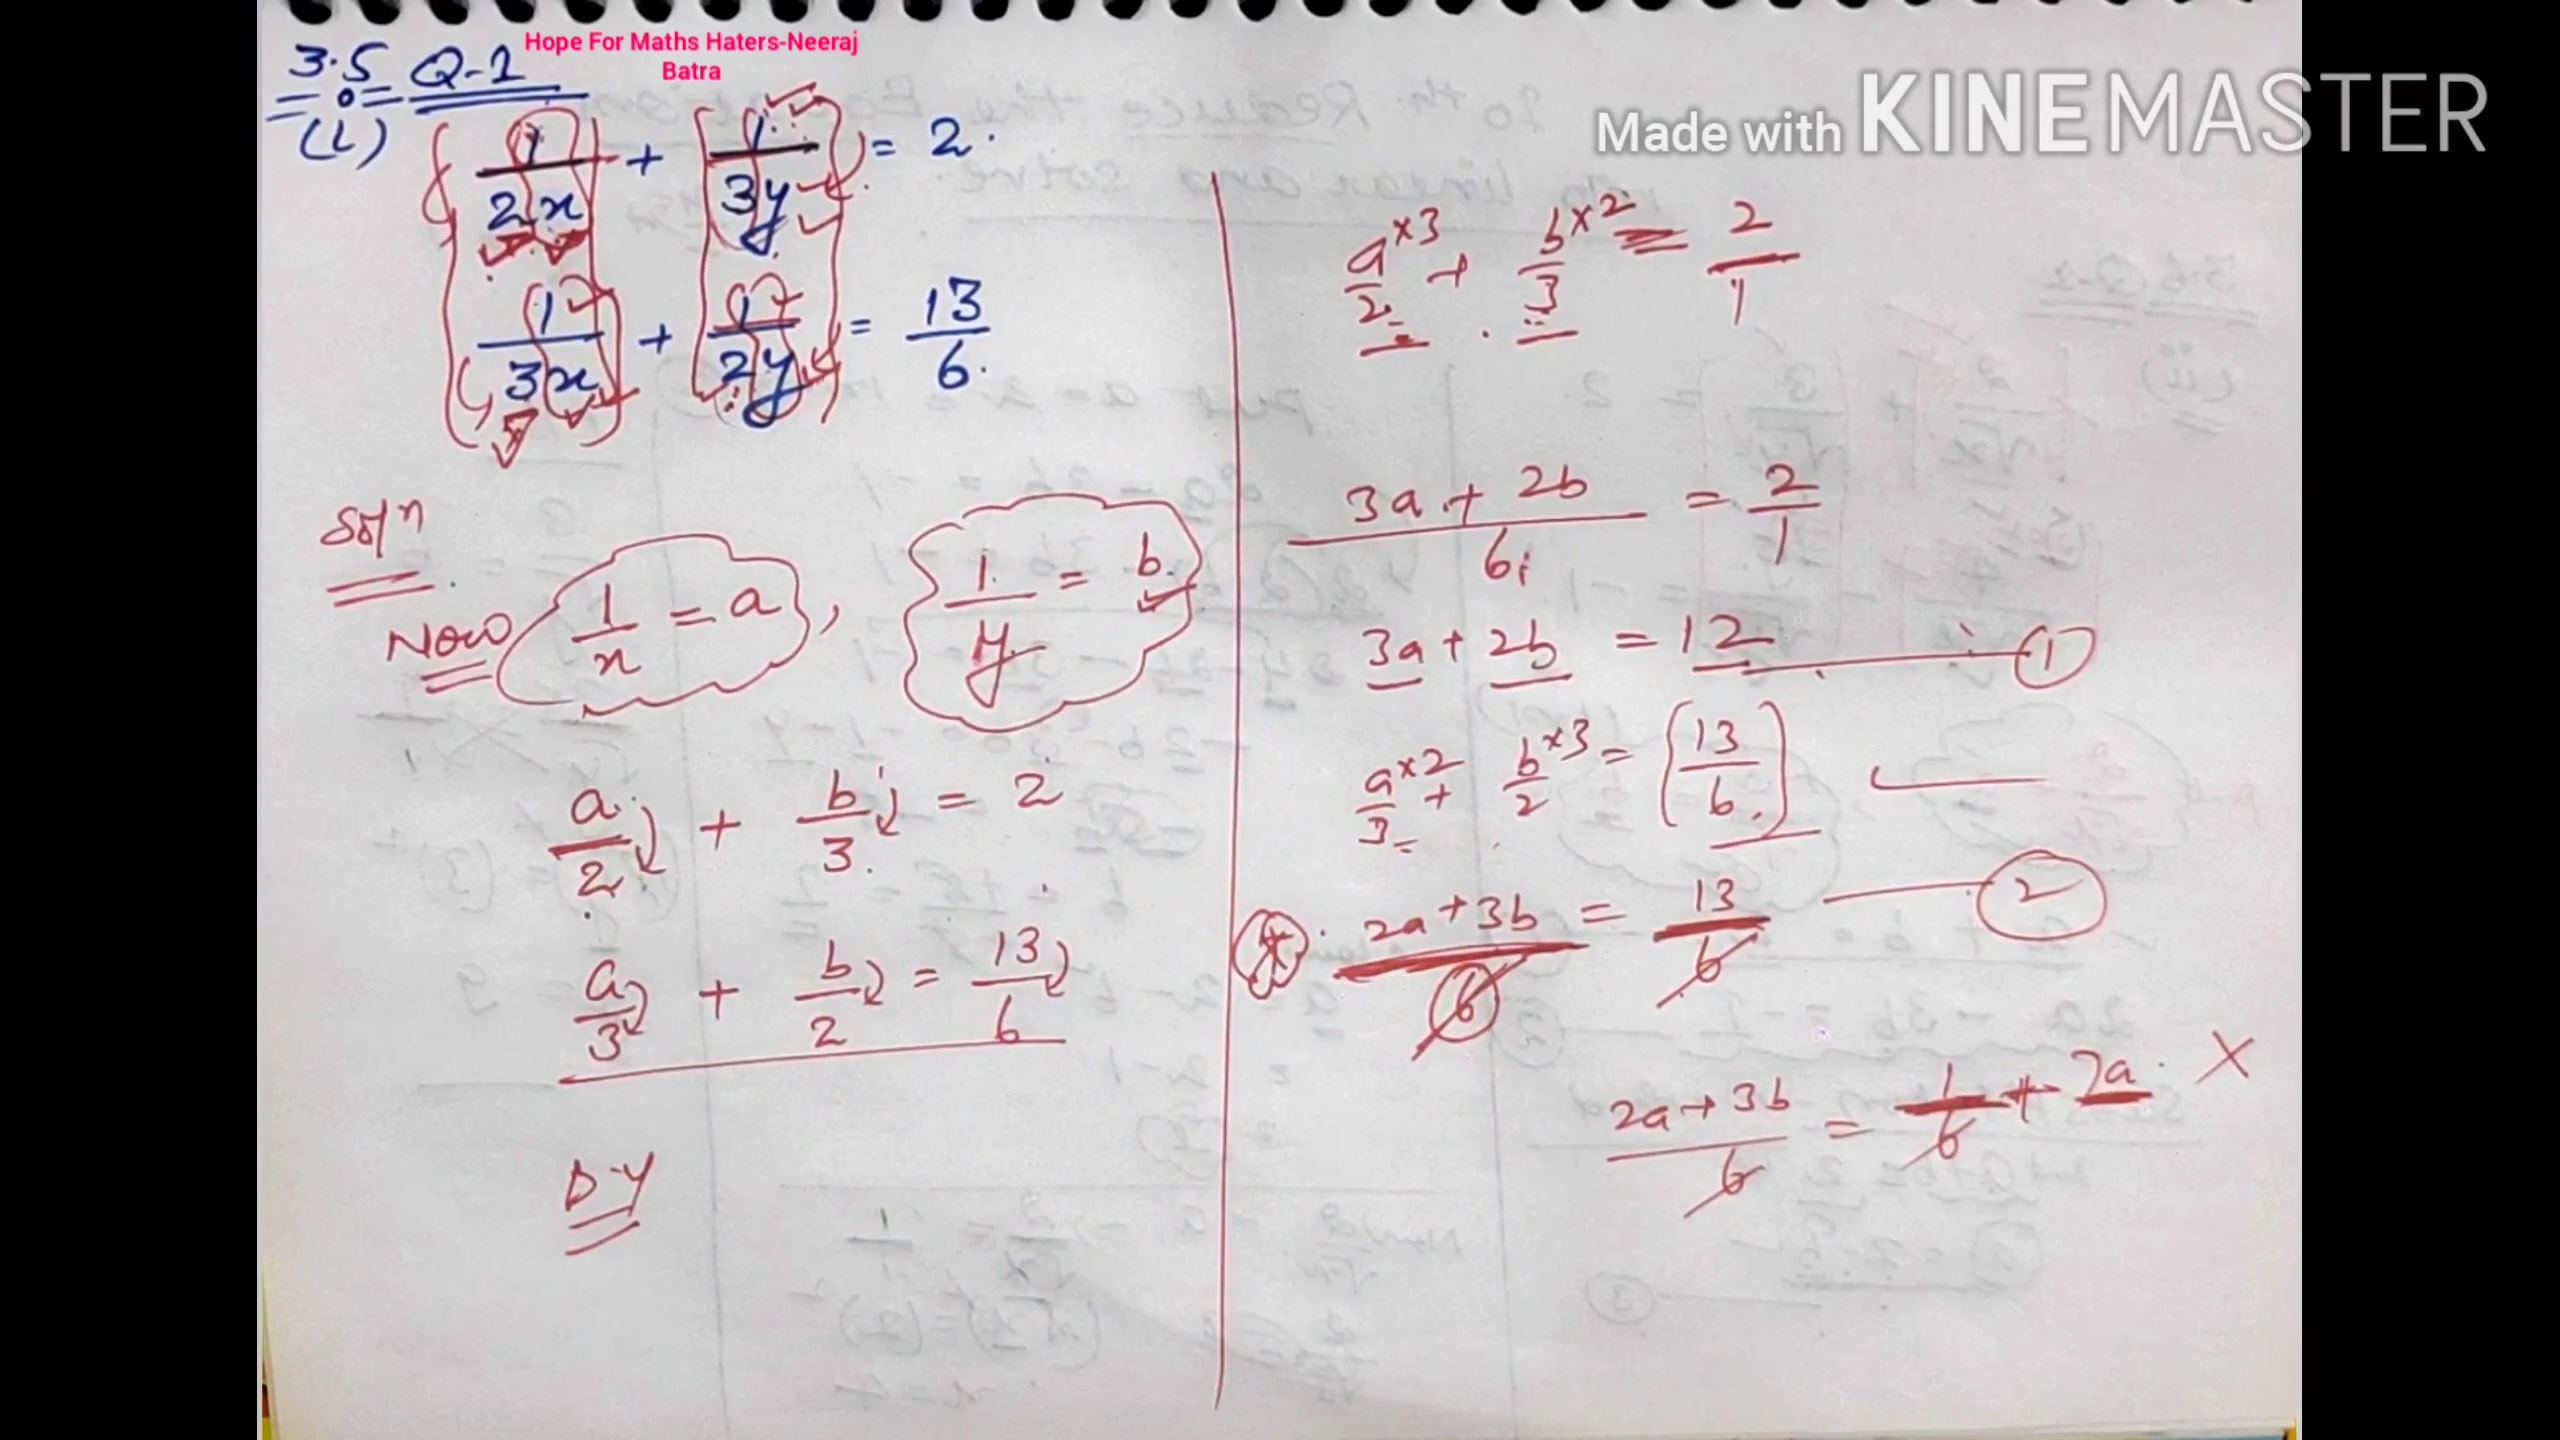 Hope For Maths Haters-Neeraj
Batra
Made with KINEMASTER
3.5 Q-1
(i) 1/2x + 1/3y = 2.
1/3x + 1/2y = 13/6.
Solⁿ
Now 1/x = a, 1/y = b
a/2 + b/3 = 2
a/3 + b/2 = 13/6
a×3/2 + b×2/3 = 2/1
3a + 2b/6 = 2/1
3a + 2b = 12 ——— 1
a×2/3 + b×3/2 = (13/6)
2a + 3b/6 = 13/6 ——— 2
2a + 3b/6 = 1/6 + 7a ×